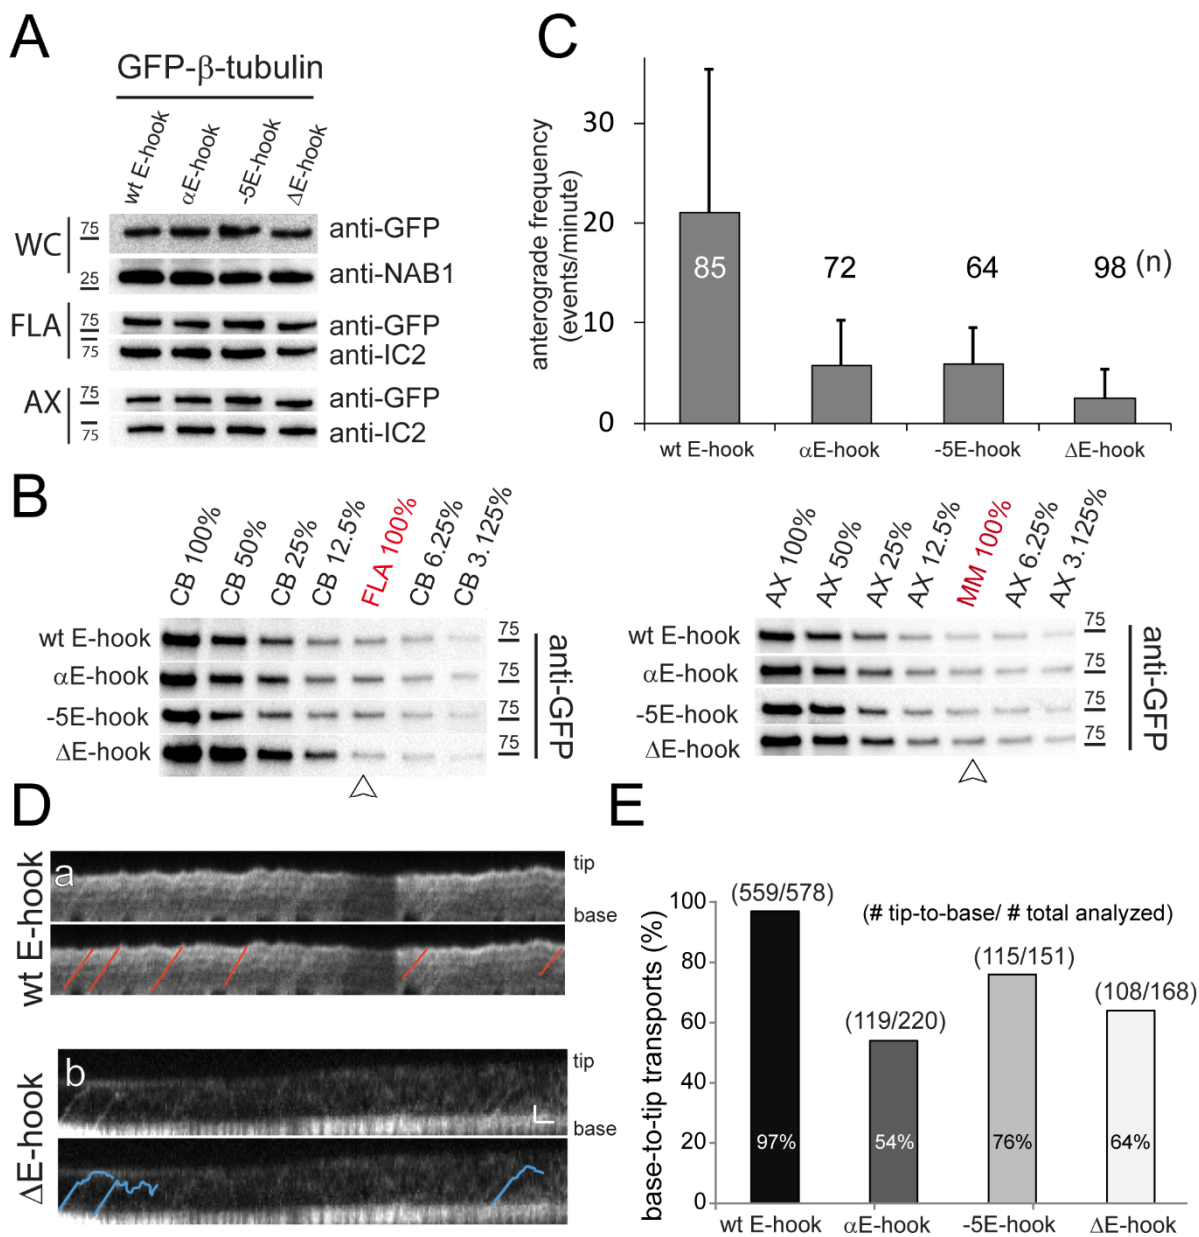 A
GFP-β-tubulin
wt E-hook
αE-hook
-5E-hook
ΔE-hook
WC
75
anti-GFP
25
anti-NAB1
FLA
75
anti-GFP
75
anti-IC2
AX
75
anti-GFP
75
anti-IC2
C
anterograde frequency
(events/minute)
30
20
10
0
85
72
64
98 (n)
wt E-hook
αE-hook
-5E-hook
ΔE-hook
B
CB 100%
CB 50%
CB 25%
CB 12.5%
FLA 100%
CB 6.25%
CB 3.125%
wt E-hook
75
αE-hook
75
-5E-hook
75
ΔE-hook
75
anti-GFP
AX 100%
AX 50%
AX 25%
AX 12.5%
MM 100%
AX 6.25%
AX 3.125%
wt E-hook
75
αE-hook
75
-5E-hook
75
ΔE-hook
75
anti-GFP
D
wt E-hook
a
tip
base
ΔE-hook
b
tip
base
E
base-to-tip transports (%)
100
80
60
40
20
0
(# tip-to-base/ # total analyzed)
(559/578)
(119/220)
(115/151)
(108/168)
97%
54%
76%
64%
wt E-hook
αE-hook
-5E-hook
ΔE-hook